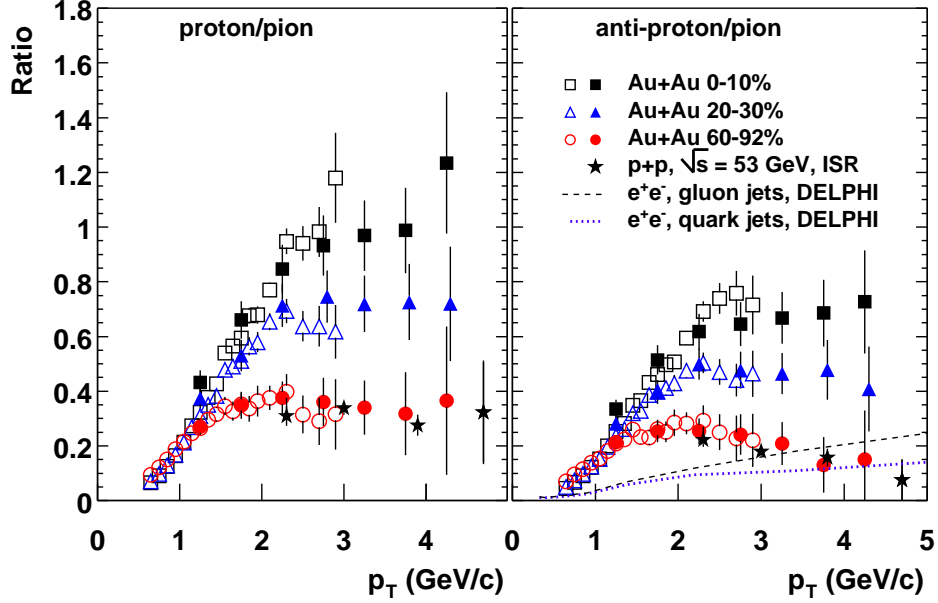 Ratio
1.8
1.6
1.4
1.2
1.0
0.8
0.6
0.4
0.2
0
proton/pion
anti-proton/pion
Au+Au 0-10%
Au+Au 20-30%
Au+Au 60-92%
p+p, √s = 53 GeV, ISR
e⁺e⁻, gluon jets, DELPHI
e⁺e⁻, quark jets, DELPHI
0 1 2 3 4 0 1 2 3 4 5
p_T (GeV/c) p_T (GeV/c)